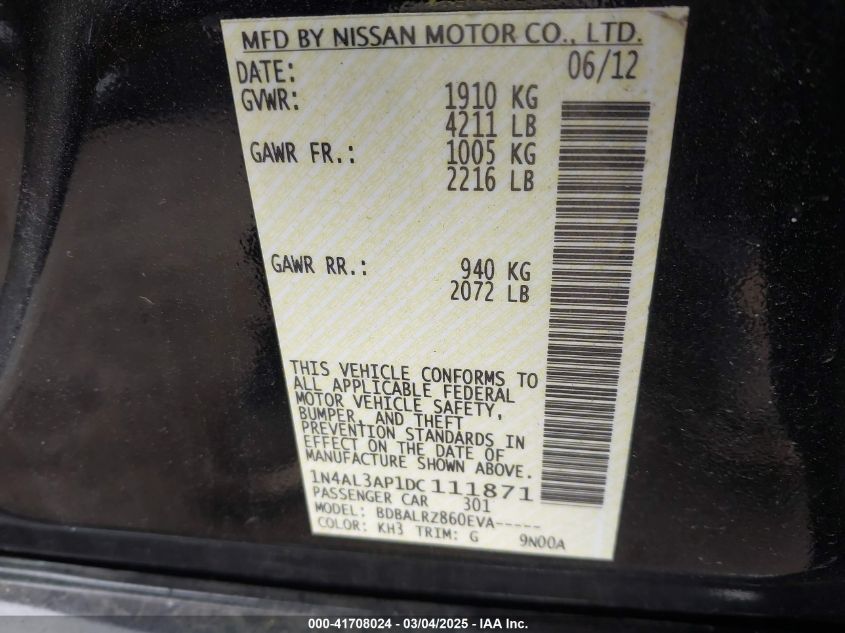 MFD BY NISSAN MOTOR CO., LTD.
DATE: 06/12
GVWR: 1910 KG
4211 LB
GAWR FR.: 1005 KG
2216 LB
GAWR RR.: 940 KG
2072 LB
THIS VEHICLE CONFORMS TO
ALL APPLICABLE FEDERAL
MOTOR VEHICLE SAFETY,
BUMPER, AND THEFT
PREVENTION STANDARDS IN
EFFECT ON THE DATE OF
MANUFACTURE SHOWN ABOVE.
1N4AL3AP1DC111871
PASSENGER CAR 301
MODEL: BDBALRZ860EVA-----
COLOR: KH3 TRIM: G 9N00A
000-41708024 — 03/04/2025 — IAA Inc.